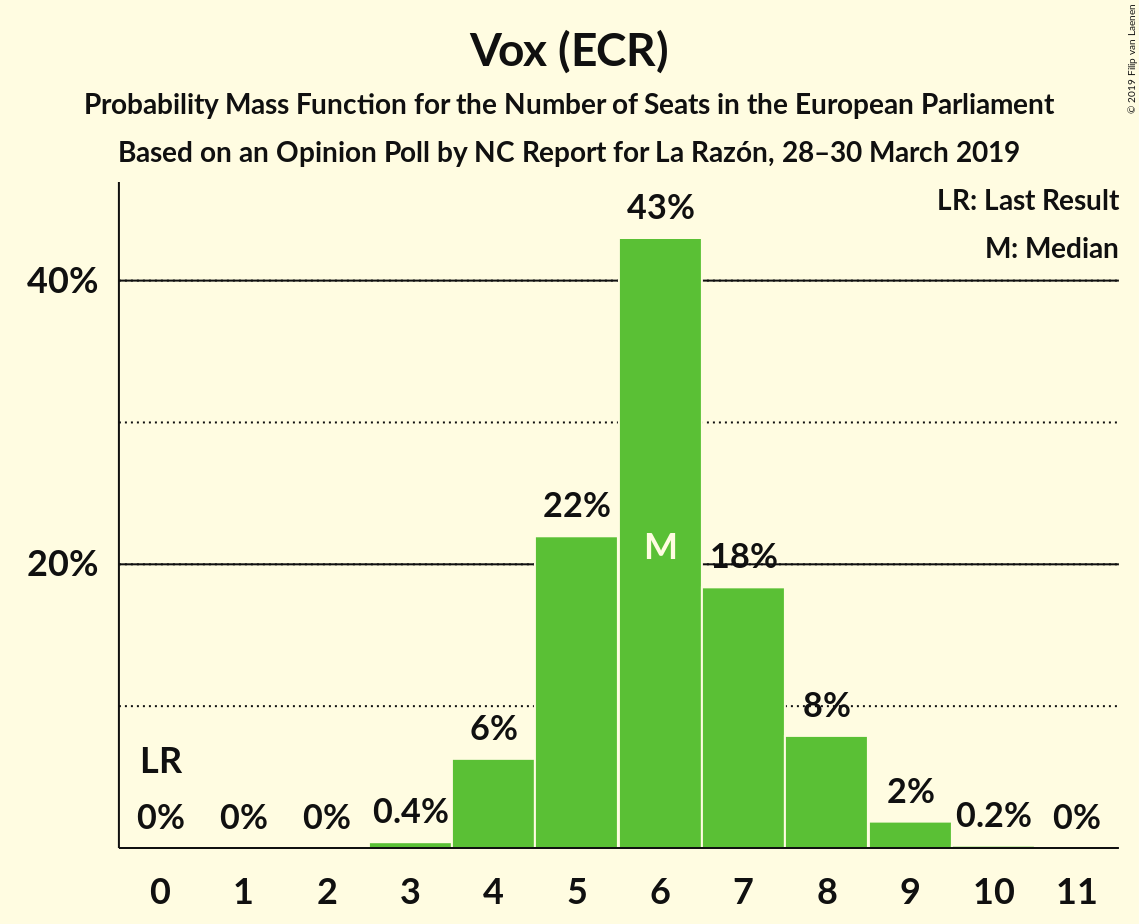 Vox (ECR)
Probability Mass Function for the Number of Seats in the European Parliament
Based on an Opinion Poll by NC Report for La Razón, 28–30 March 2019
© 2019 Filip van Laenen
LR: Last Result
M: Median
40%
20%
LR
0%
0%
0%
0.4%
6%
22%
43%
M
18%
8%
2%
0.2%
0%
0 1 2 3 4 5 6 7 8 9 10 11